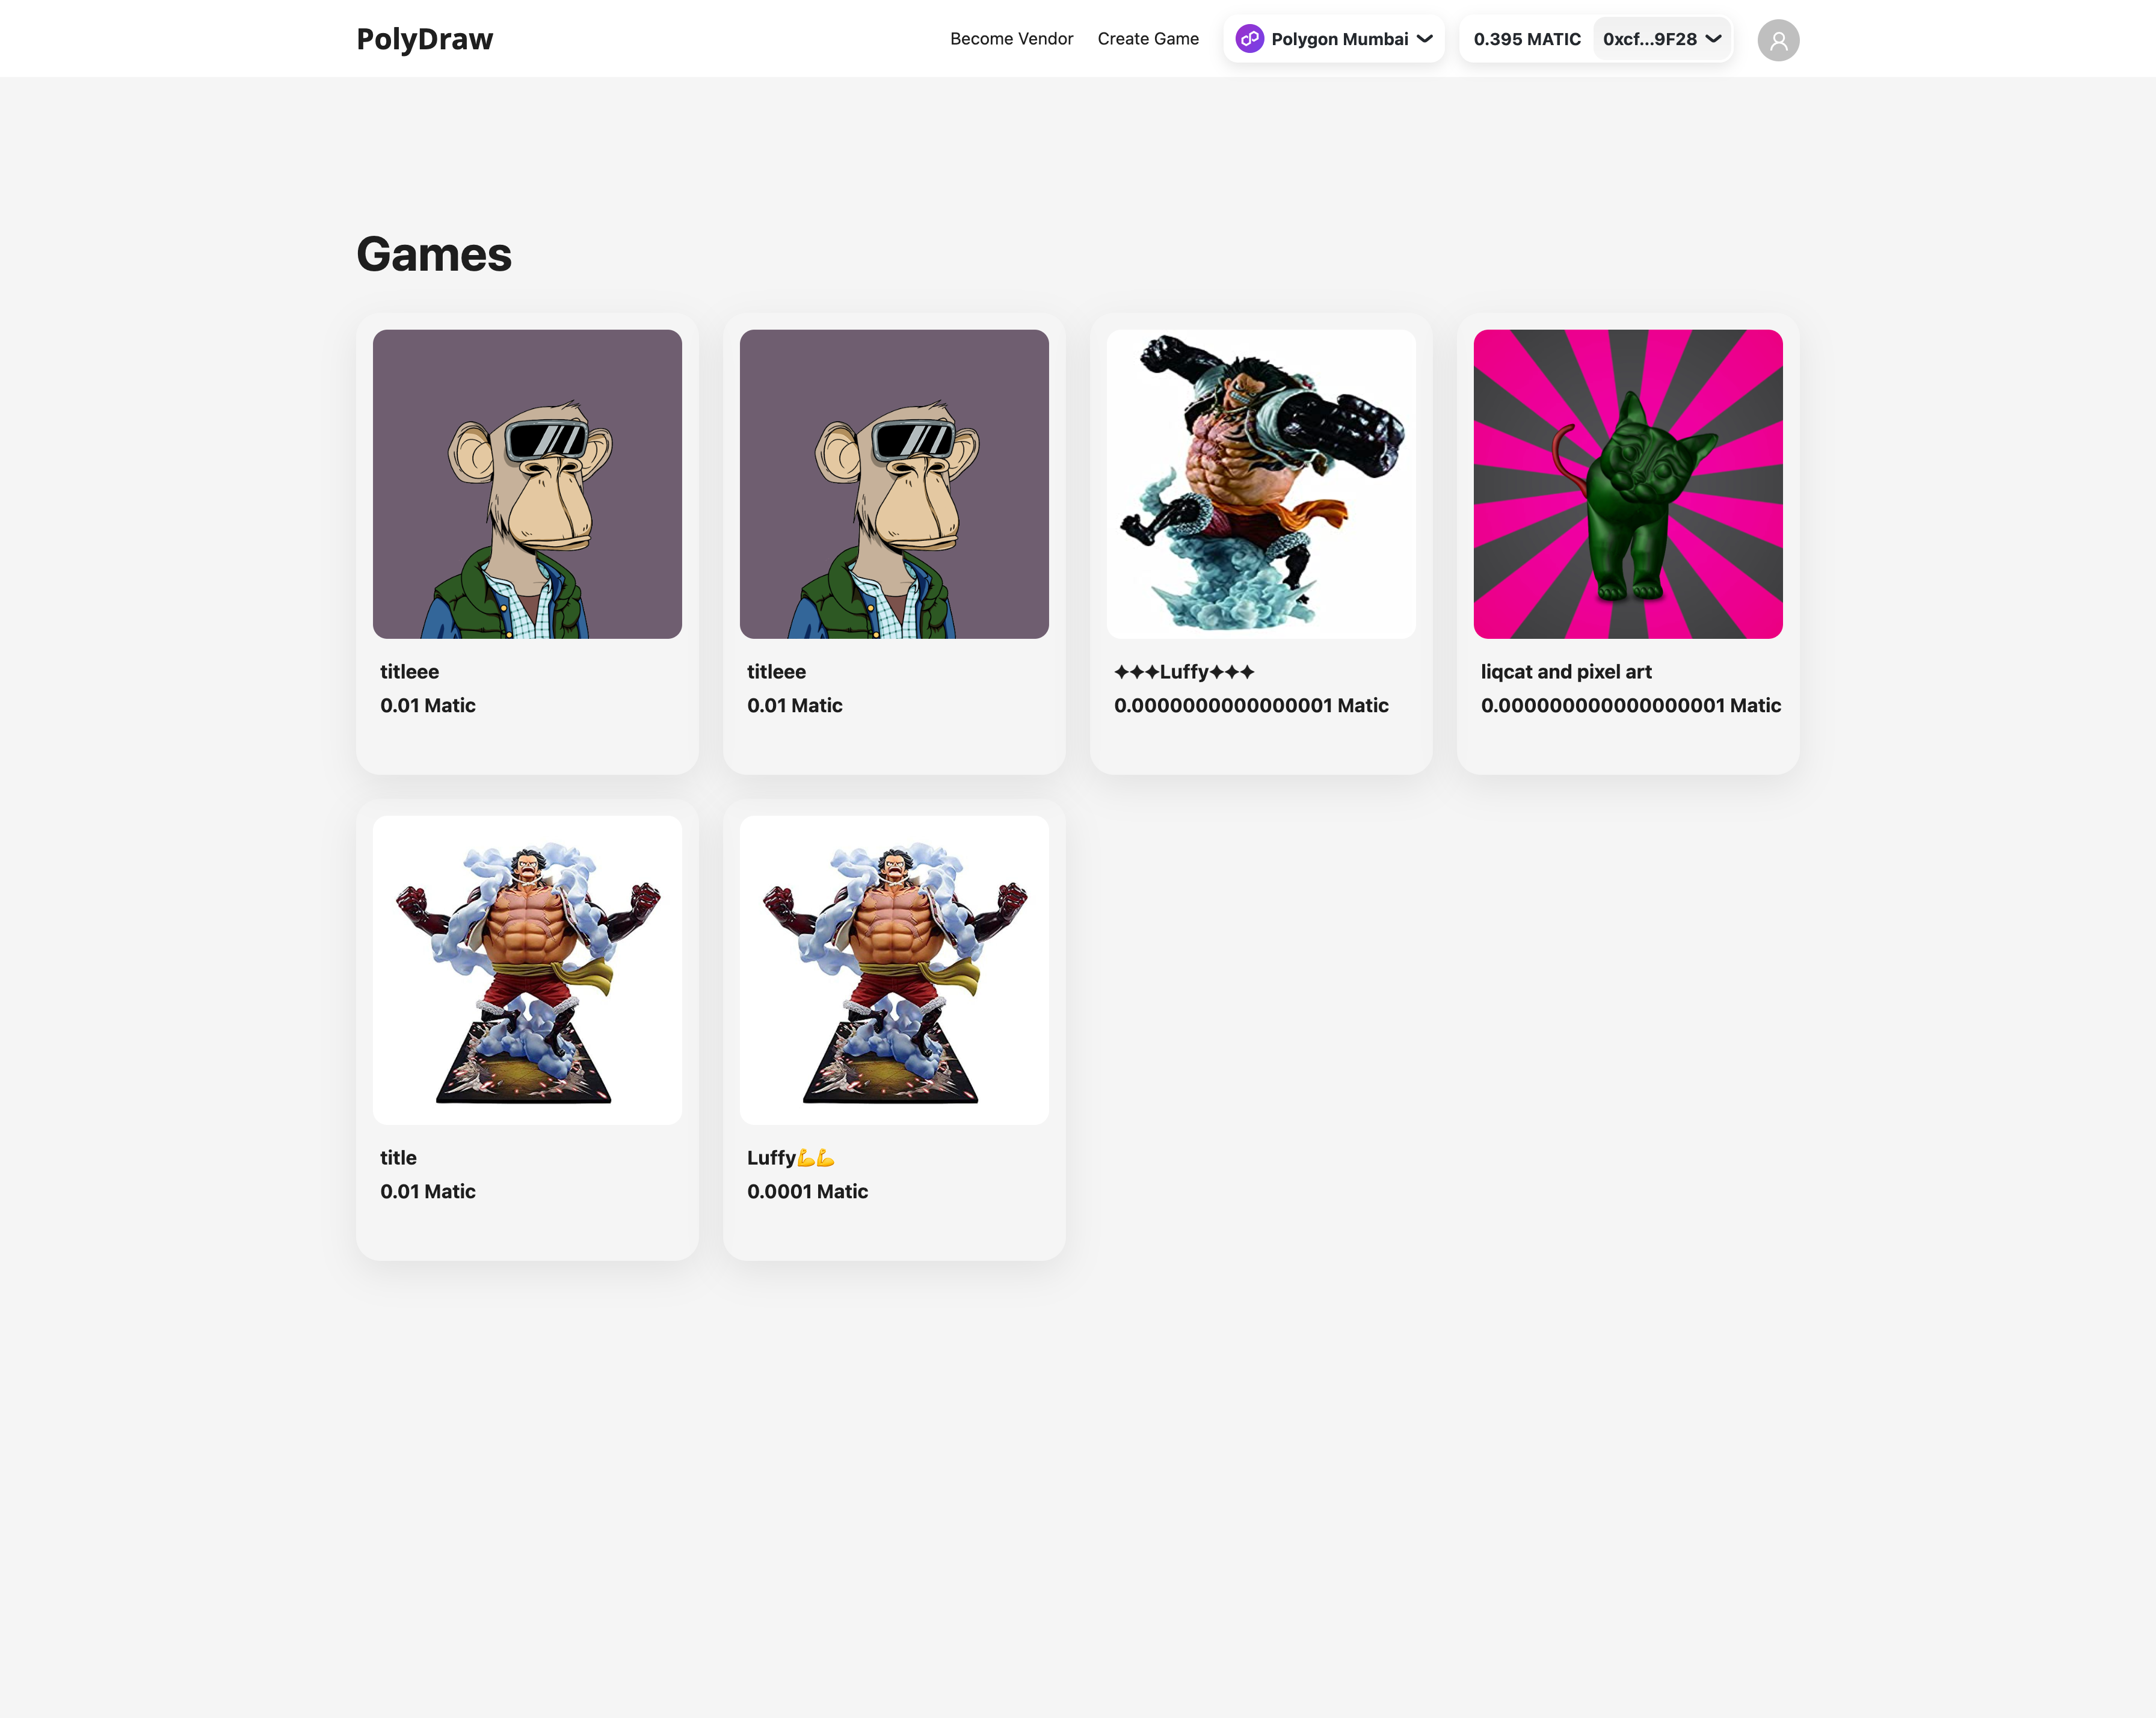 PolyDraw
Become Vendor
Create Game
Polygon Mumbai
0.395 MATIC
0xcf...9F28
Games
titleee
0.01 Matic
titleee
0.01 Matic
✦✦✦Luffy✦✦✦
0.0000000000000001 Matic
liqcat and pixel art
0.000000000000000001 Matic
title
0.01 Matic
Luffy💪💪
0.0001 Matic